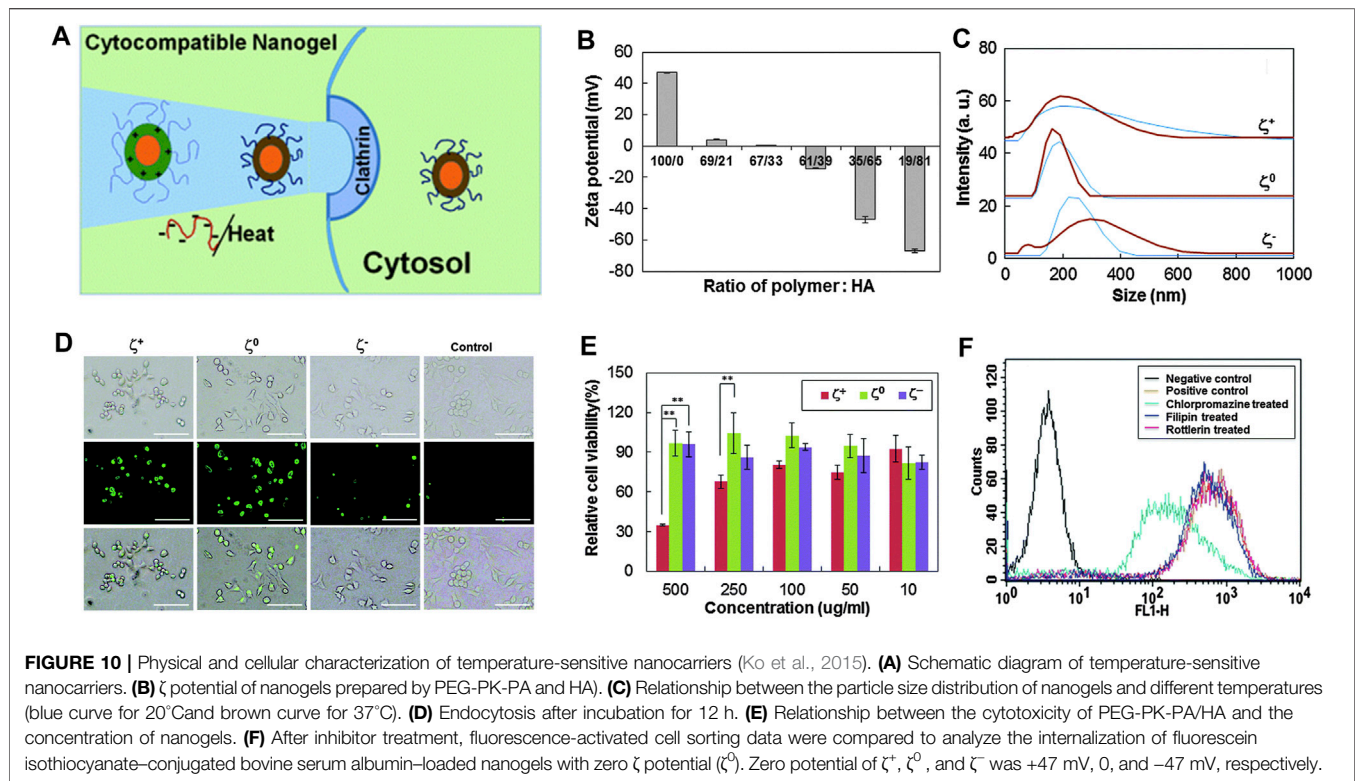 A
Cytocompatible Nanogel
Clathrin
Heat
Cytosol
B
Zeta potential (mV)
60
40
20
0
-20
-40
-60
-80
100/0 69/21 67/33 61/39 35/65 19/81
Ratio of polymer : HA
C
Intensity (a. u.)
80
60
40
20
0
ζ+
ζ0
ζ-
0 200 400 600 800 1000
Size (nm)
D
ζ+ ζ0 ζ- Control
E
Relative cell viability(%)
150
120
90
60
30
0
** ** **
ζ+ ζ0 ζ−
500 250 100 50 10
Concentration (ug/ml)
F
Counts
120
100
80
60
40
20
0
Negative control
Positive control
Chlorpromazine treated
Filipin treated
Rottlerin treated
10^0 10^1 10^2 10^3 10^4
FL1-H
FIGURE 10 | Physical and cellular characterization of temperature-sensitive nanocarriers (Ko et al., 2015). (A) Schematic diagram of temperature-sensitive
nanocarriers. (B) ζ potential of nanogels prepared by PEG-PK-PA and HA). (C) Relationship between the particle size distribution of nanogels and different temperatures
(blue curve for 20°Cand brown curve for 37°C). (D) Endocytosis after incubation for 12 h. (E) Relationship between the cytotoxicity of PEG-PK-PA/HA and the
concentration of nanogels. (F) After inhibitor treatment, fluorescence-activated cell sorting data were compared to analyze the internalization of fluorescein
isothiocyanate–conjugated bovine serum albumin–loaded nanogels with zero ζ potential (ζ0). Zero potential of ζ+, ζ0 , and ζ− was +47 mV, 0, and −47 mV, respectively.